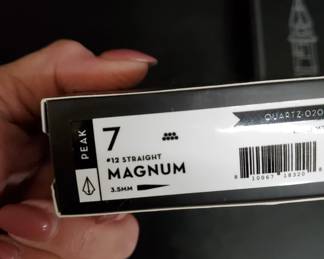 PEAK
7
#12 STRAIGHT
MAGNUM
3.5MM
QUARTZ-020